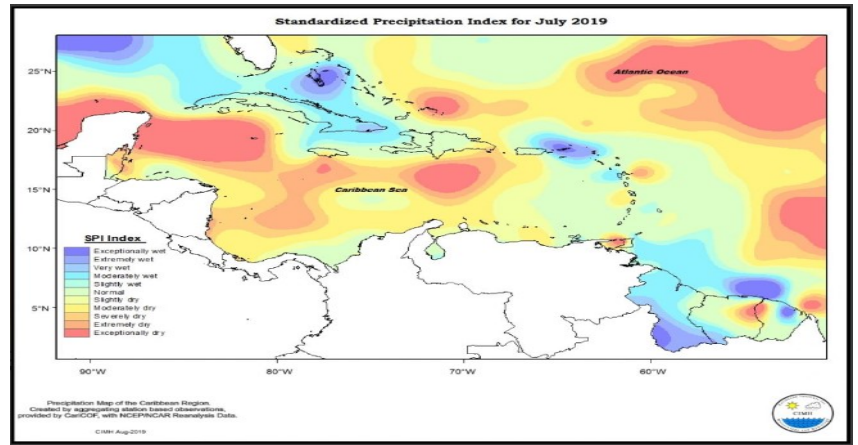 Standardized Precipitation Index for July 2019
25°N
Atlantic Ocean
20°N
15°N
Caribbean Sea
10°N
SPI Index
Exceptionally wet
Extremely wet
Very wet
Moderately wet
Slightly wet
Normal
Slightly dry
Moderately dry
Severely dry
Extremely dry
Exceptionally dry
5°N
90°W
80°W
70°W
60°W
Precipitation Map of the Caribbean Region.
Created by aggregating station based observations,
provided by CariCOF, with NCEP/NCAR Reanalysis Data.
CIMH Aug-2019
CIMH